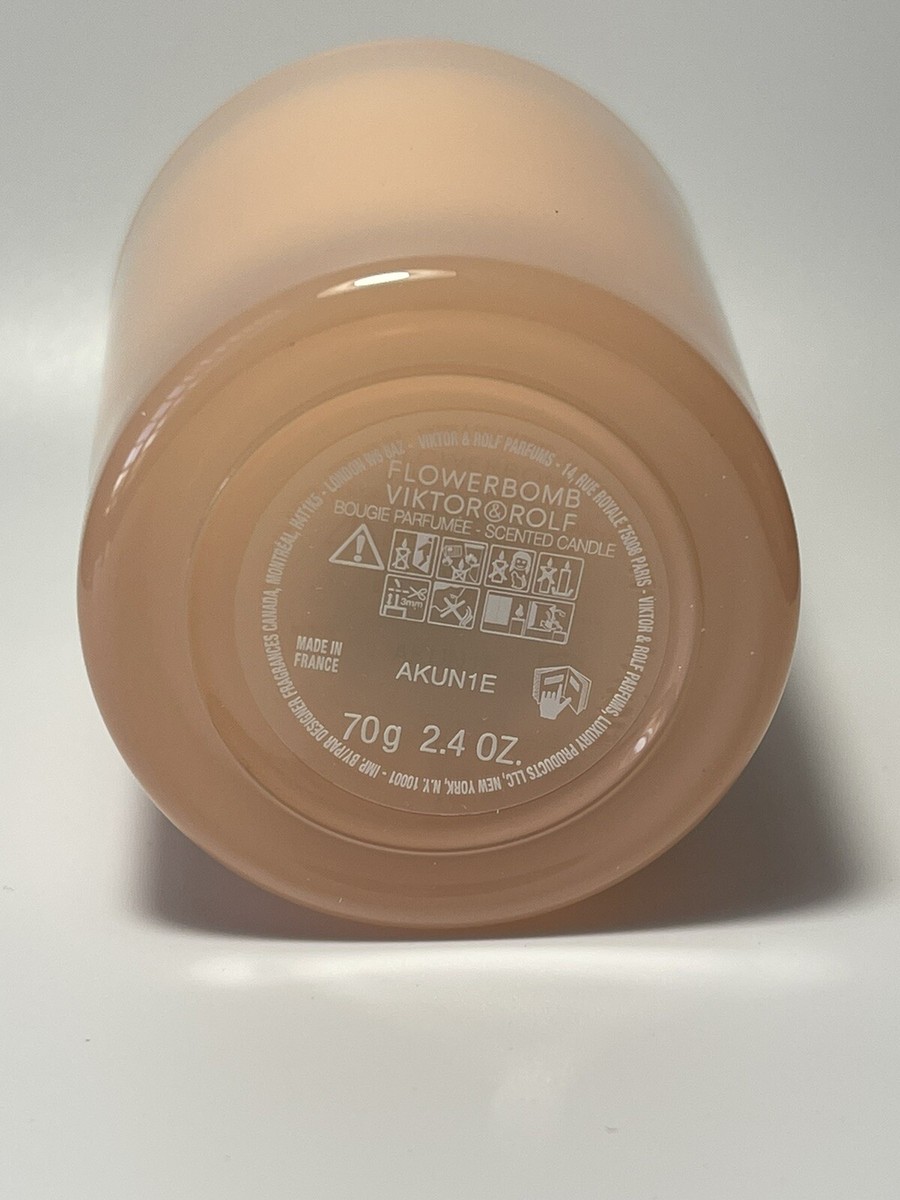 VIKTOR & ROLF PARFUMS - 14, RUE ROYALE 75008 PARIS - VIKTOR & ROLF PARFUMS, LUXURY PRODUCTS LLC, NEW YORK, N.Y. 10001 - IMP. BY/PAR DESIGNER FRAGRANCES CANADA, MONTRÉAL, H4T1K5 - LONDON W6 8AZ -
FLOWERBOMB
VIKTOR&ROLF
BOUGIE PARFUMÉE - SCENTED CANDLE
3mm
MADE IN
FRANCE
AKUN1E
70g 2.4 OZ.